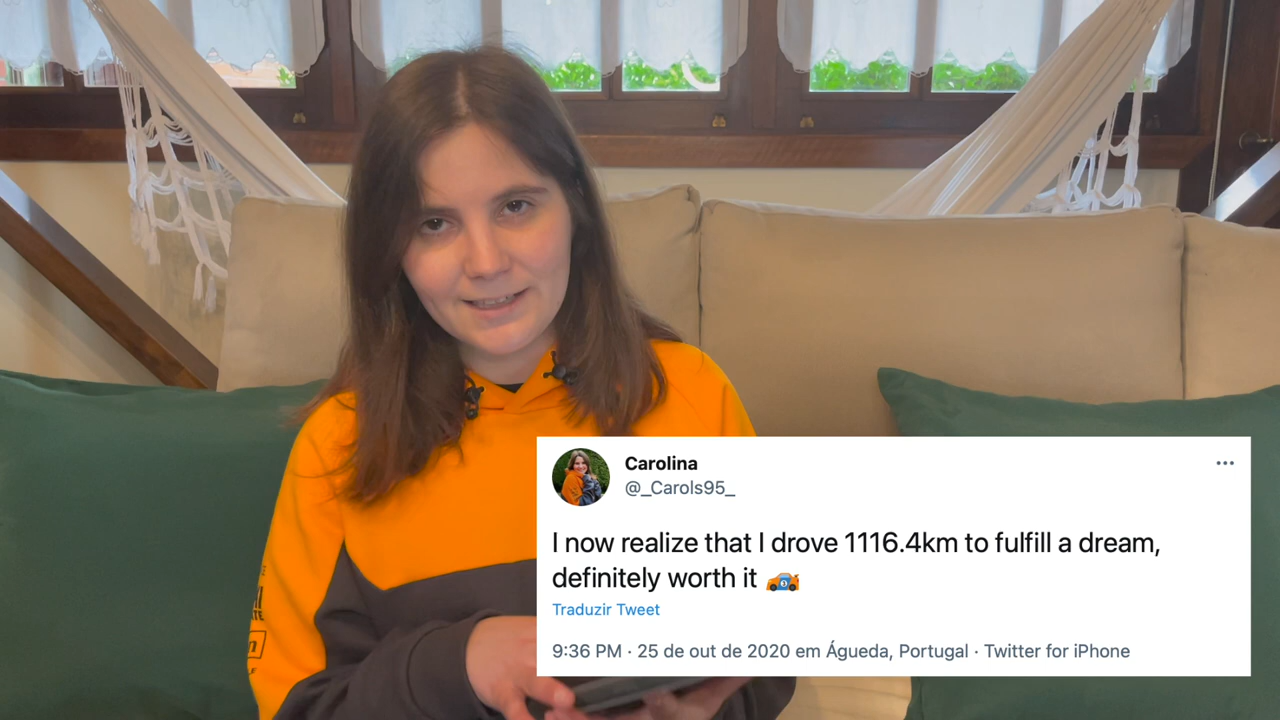 Carolina
@_Carols95_
I now realize that I drove 1116.4km to fulfill a dream,
definitely worth it
Traduzir Tweet
9:36 PM · 25 de out de 2020 em Águeda, Portugal · Twitter for iPhone